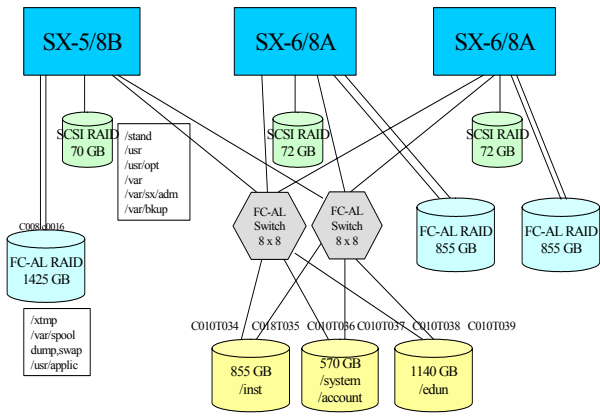 SX-5/8B
SX-6/8A
SX-6/8A
SCSI RAID
70 GB
/stand
/usr
/usr/opt
/var
/var/sx/adm
/var/bkup
SCSI RAID
72 GB
SCSI RAID
72 GB
FC-AL
Switch
8 x 8
FC-AL
Switch
8 x 8
C008 c0016
FC-AL RAID
1425 GB
FC-AL RAID
855 GB
FC-AL RAID
855 GB
/xtmp
/var/spool
dump,swap
/usr/applic
C010T034 C018T035 C010T036 C010T037 C010T038 C010T039
855 GB
/inst
570 GB
/system
/account
1140 GB
/edun